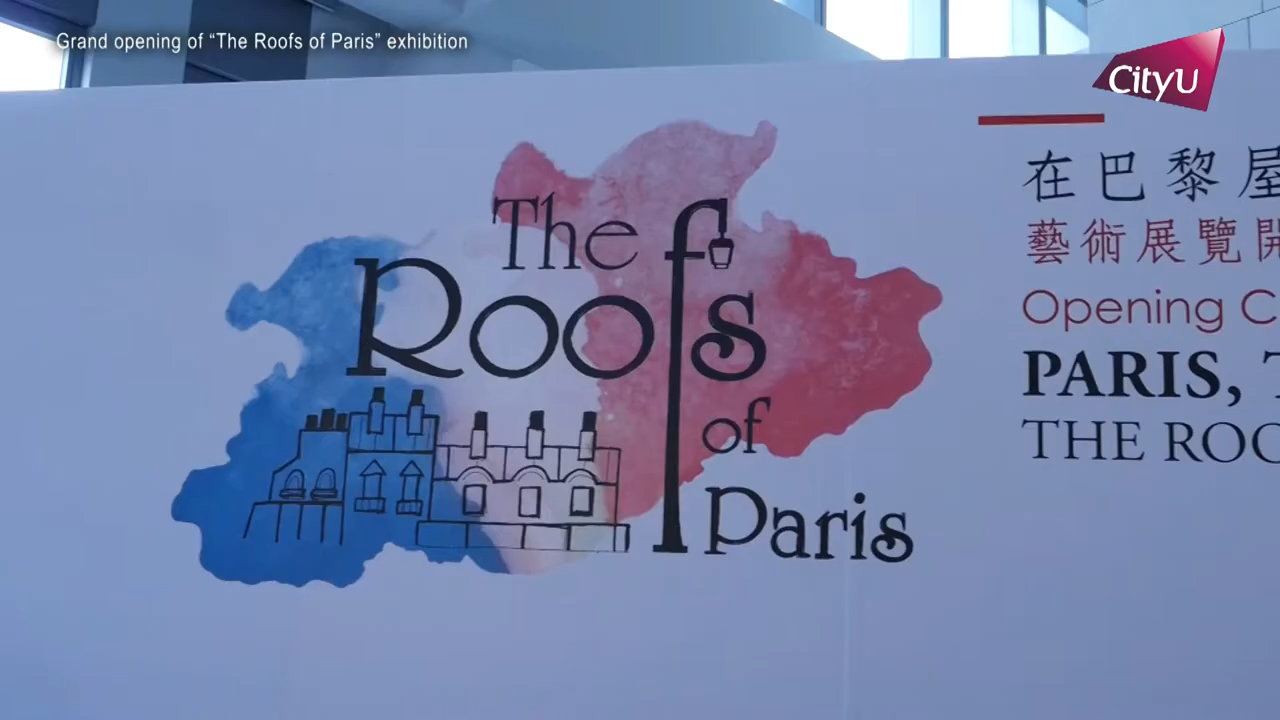 Grand opening of “The Roofs of Paris” exhibition
CityU
The
Roofs
of
Paris
在巴黎屋
藝術展覽開
Opening C
PARIS,
THE ROO